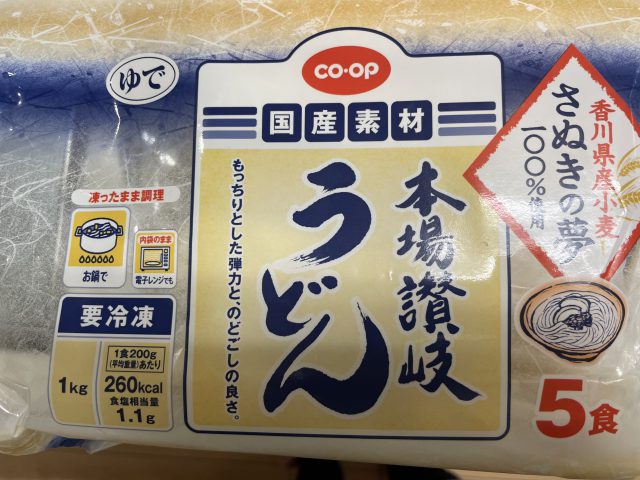 ゆで
CO・OP
国産素材
本場讃岐
うどん
もっちりとした弾力と、のどごしの良さ。
香川県産小麦
さぬきの夢
一〇〇%使用
凍ったまま調理
お鍋で
内袋のまま
電子レンジでも
要冷凍
1kg
1食200g
(平均重量)あたり
260kcal
食塩相当量
1.1g
5食